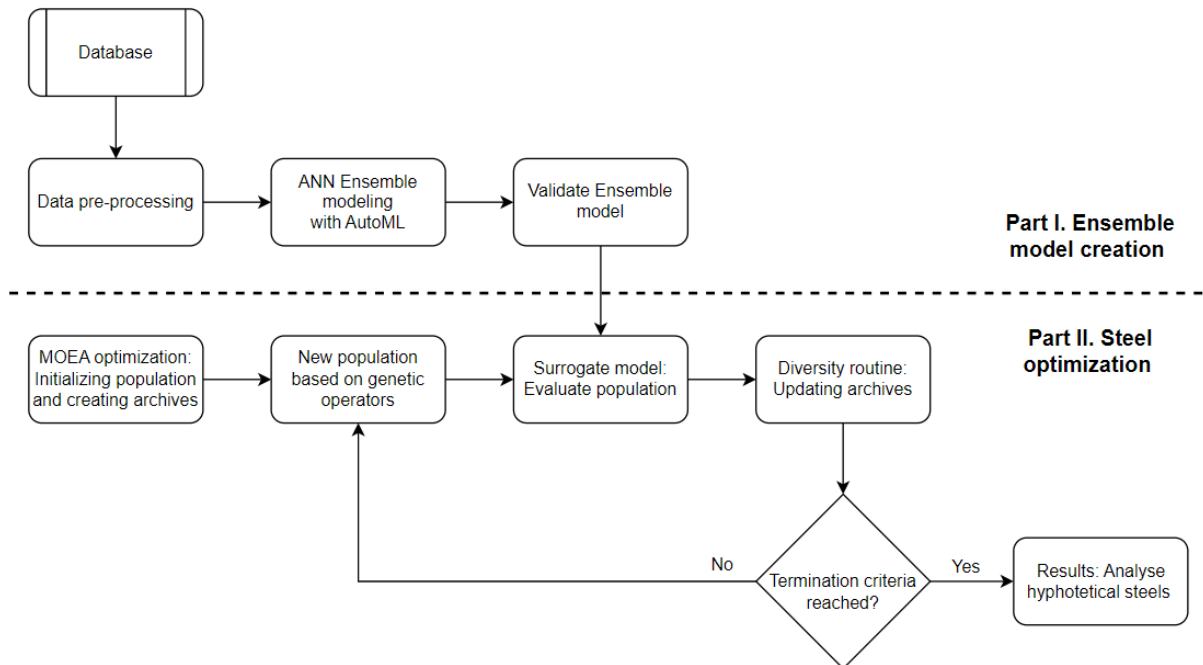 Database
Data pre-processing
ANN Ensemble
modeling
with AutoML
Validate Ensemble
model
Part I. Ensemble
model creation
MOEA optimization:
Initializing population
and creating archives
New population
based on genetic
operators
Surrogate model:
Evaluate population
Diversity routine:
Updating archives
Part II. Steel
optimization
No
Termination criteria
reached?
Yes
Results: Analyse
hyphotetical steels